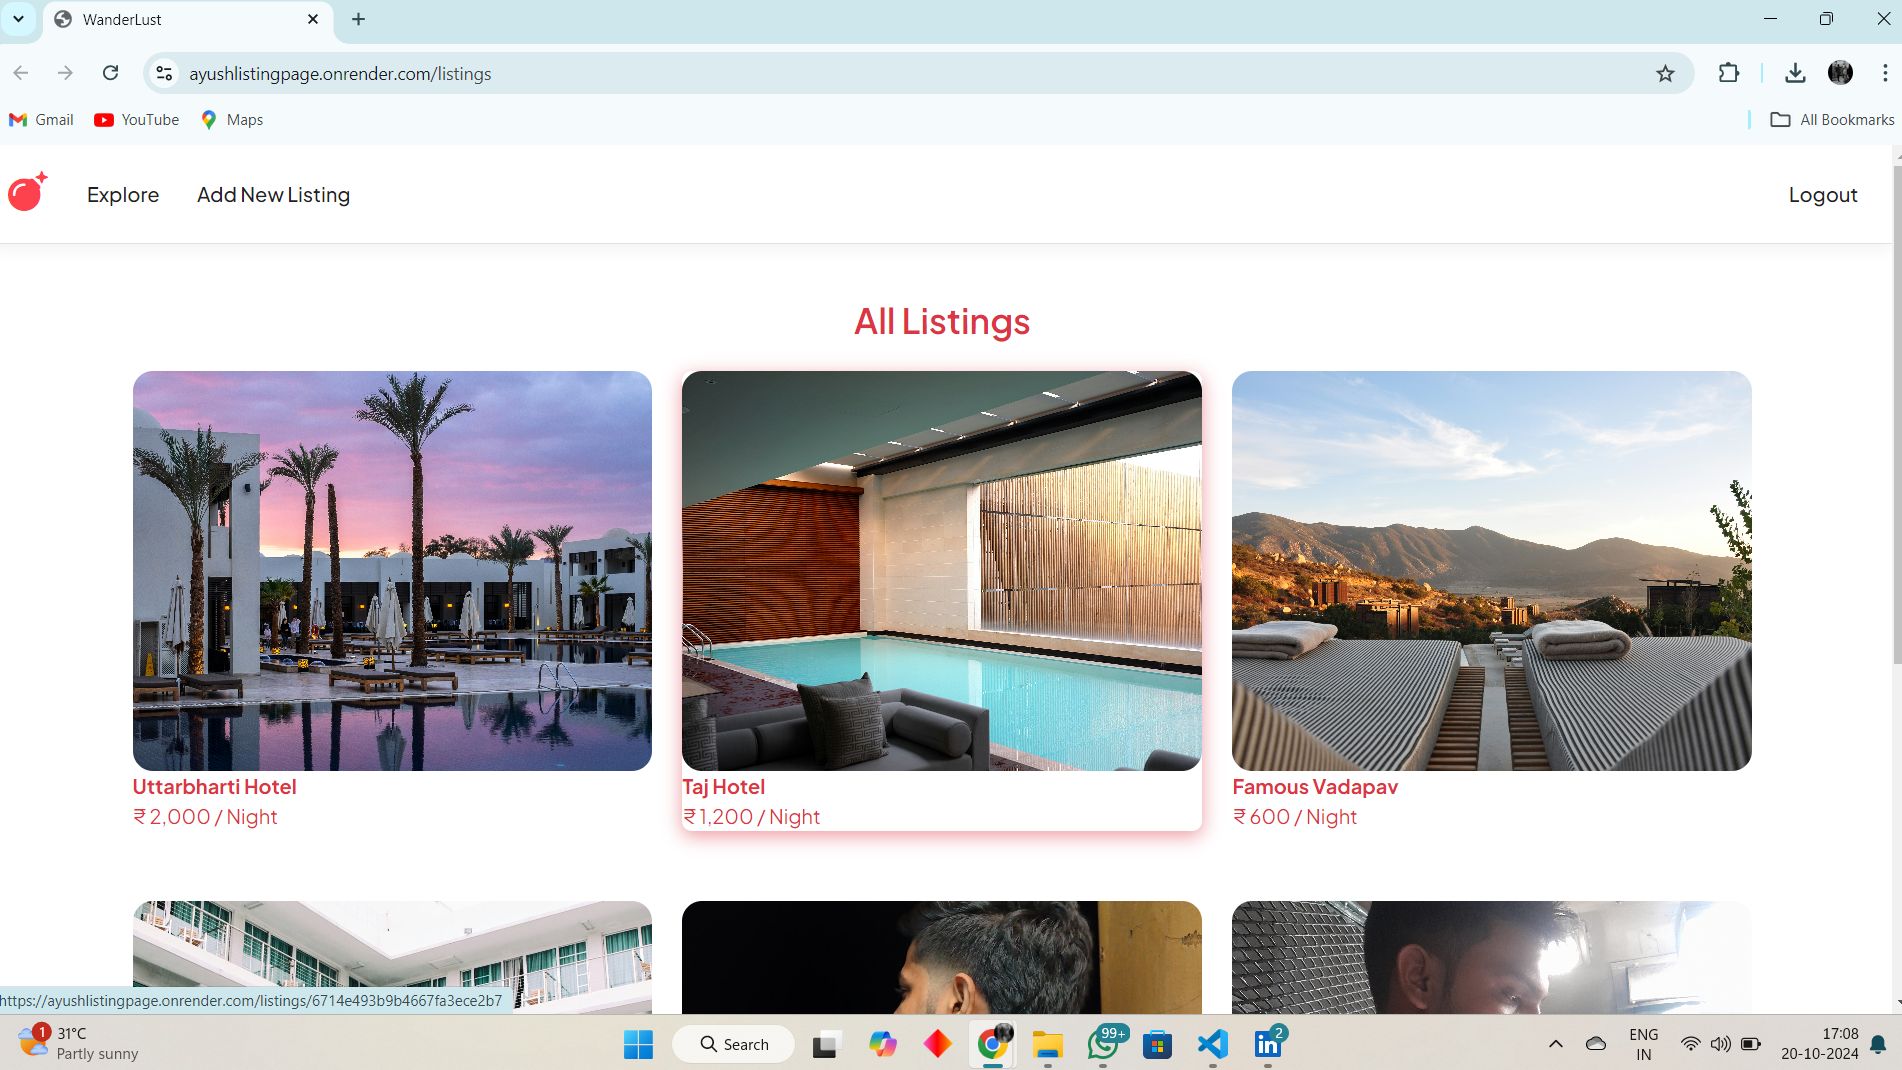 WanderLust
ayushlistingpage.onrender.com/listings
Gmail YouTube Maps All Bookmarks
Explore Add New Listing Logout
All Listings
Uttarbharti Hotel
₹ 2,000 / Night
Taj Hotel
₹ 1,200 / Night
Famous Vadapav
₹ 600 / Night
https://ayushlistingpage.onrender.com/listings/6714e493b9b4667fa3ece2b7
1
31°C
Partly sunny
Search
99+
2
ENG
IN
17:08
20-10-2024